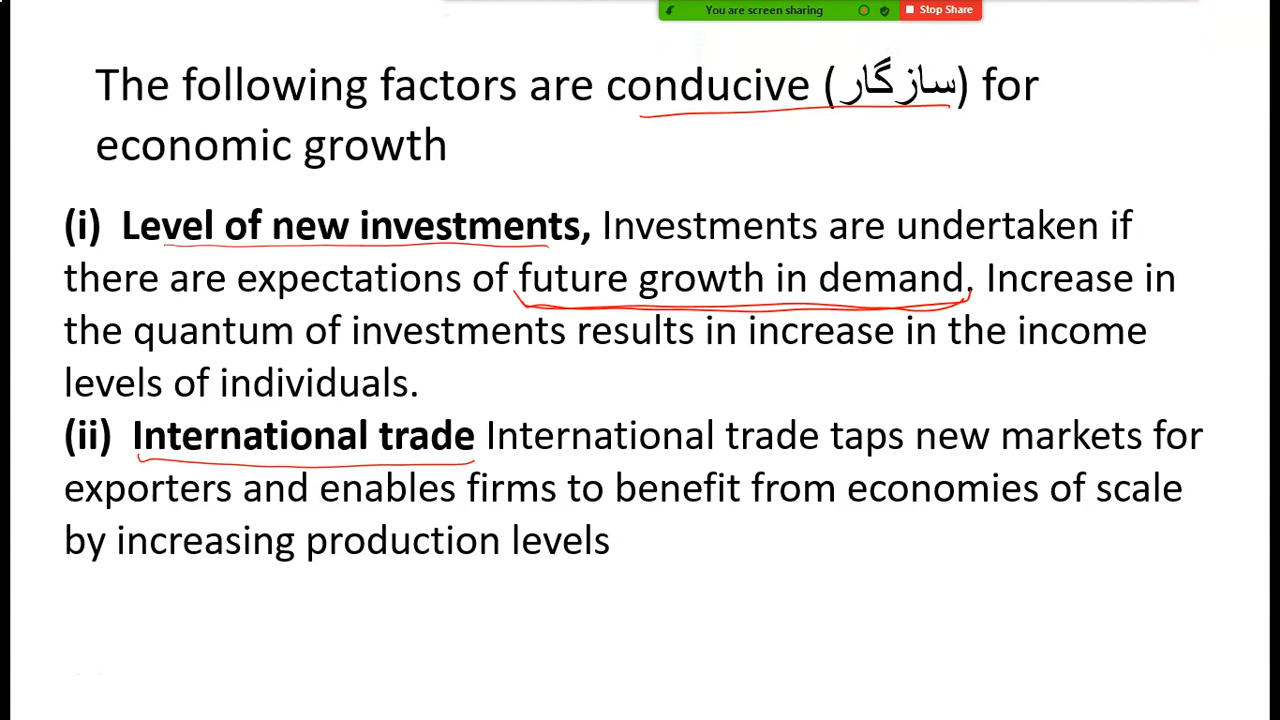 You are screen sharing Stop Share
The following factors are conducive (سازگار) for
economic growth
(i) Level of new investments, Investments are undertaken if
there are expectations of future growth in demand. Increase in
the quantum of investments results in increase in the income
levels of individuals.
(ii) International trade International trade taps new markets for
exporters and enables firms to benefit from economies of scale
by increasing production levels